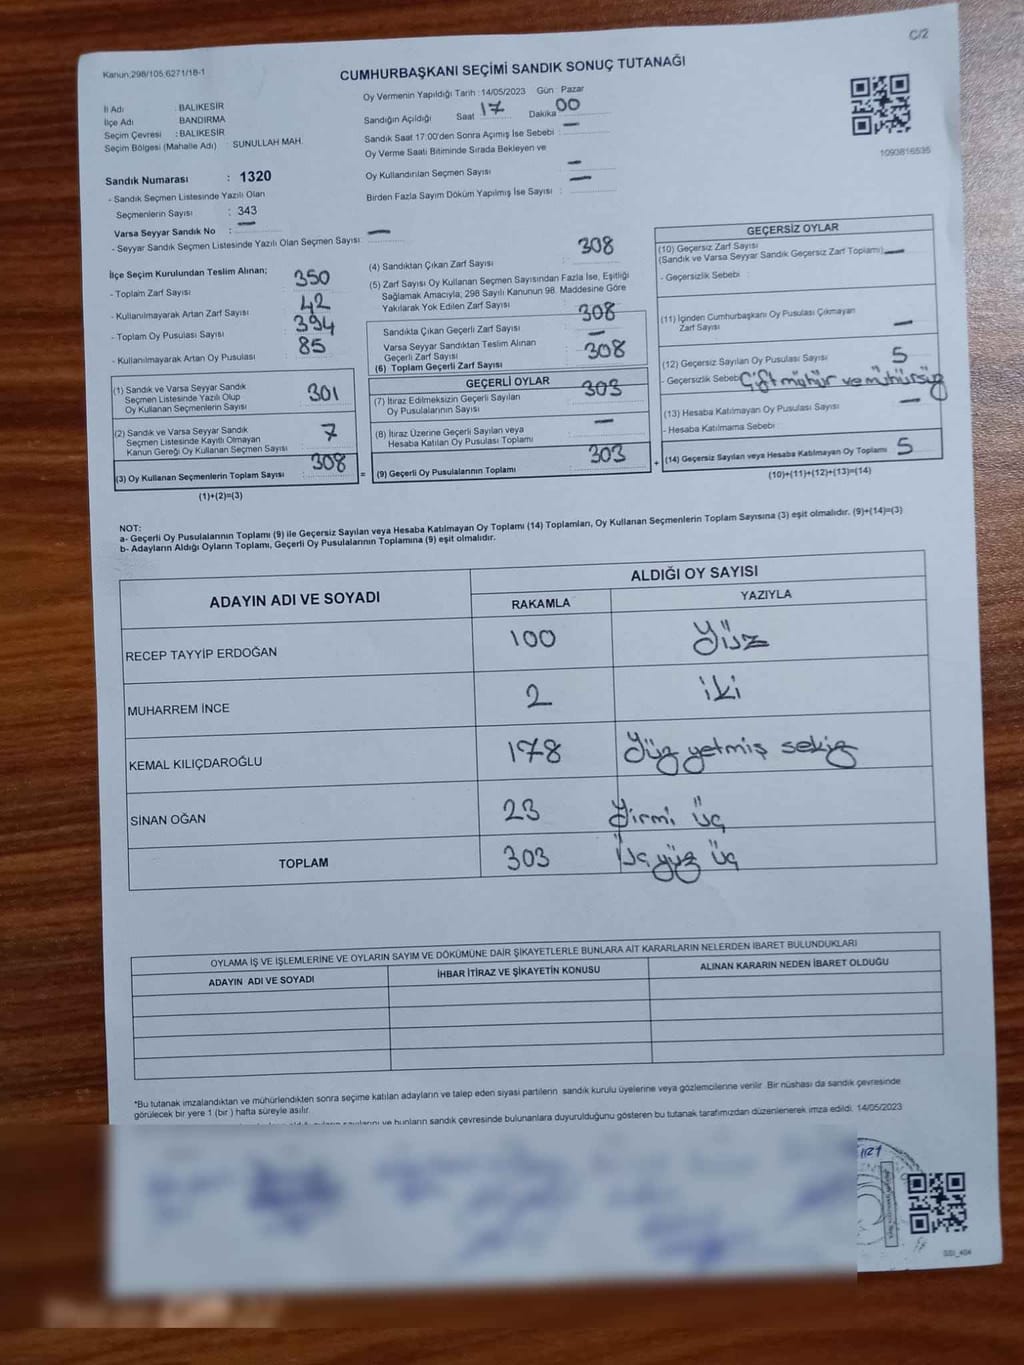 C/2
Kanun,298/105,6271/18-1
CUMHURBAŞKANI SEÇİMİ SANDIK SONUÇ TUTANAĞI
İl Adı : BALIKESİR
İlçe Adı : BANDIRMA
Seçim Çevresi : BALIKESİR
Seçim Bölgesi (Mahalle Adı) : SUNULLAH MAH.
Oy Vermenin Yapıldığı Tarih :14/05/2023 Gün : Pazar
Sandığın Açıldığı Saat 17 Dakika 00
Sandık Saat 17:00'den Sonra Açımış İse Sebebi : —
Oy Verme Saati Bitiminde Sırada Bekleyen ve
Oy Kullandırılan Seçmen Sayısı : —
Birden Fazla Sayım Döküm Yapılmış İse Sayısı : —
1093816535
Sandık Numarası : 1320
- Sandık Seçmen Listesinde Yazılı Olan
Seçmenlerin Sayısı : 343
Varsa Seyyar Sandık No : —
- Seyyar Sandık Seçmen Listesinde Yazılı Olan Seçmen Sayısı : —
İlçe Seçim Kurulundan Teslim Alınan;
- Toplam Zarf Sayısı : 350
- Kullanılmayarak Artan Zarf Sayısı : 42
- Toplam Oy Pusulası Sayısı : 394
- Kullanılmayarak Artan Oy Pusulası : 85
(1) Sandık ve Varsa Seyyar Sandık
Seçmen Listesinde Yazılı Olup
Oy Kullanan Seçmenlerin Sayısı : 301
(2) Sandık ve Varsa Seyyar Sandık
Seçmen Listesinde Kayıtlı Olmayan
Kanun Gereği Oy Kullanan Seçmen Sayısı : 7
(3) Oy Kullanan Seçmenlerin Toplam Sayısı : 308
(1)+(2)=(3)
(4) Sandıktan Çıkan Zarf Sayısı : 308
(5) Zarf Sayısı Oy Kullanan Seçmen Sayısından Fazla İse, Eşitliği
Sağlamak Amacıyla, 298 Sayılı Kanunun 98. Maddesine Göre
Yakılarak Yok Edilen Zarf Sayısı :
Sandıkta Çıkan Geçerli Zarf Sayısı : 308
Varsa Seyyar Sandıktan Teslim Alınan
Geçerli Zarf Sayısı : —
(6) Toplam Geçerli Zarf Sayısı : 308
GEÇERLİ OYLAR
(7) İtiraz Edilmeksizin Geçerli Sayılan
Oy Pusulalarının Sayısı : 303
(8) İtiraz Üzerine Geçerli Sayılan veya
Hesaba Katılan Oy Pusulası Toplamı : —
= (9) Geçerli Oy Pusulalarının Toplamı : 303
GEÇERSİZ OYLAR
(10) Geçersiz Zarf Sayısı
(Sandık ve Varsa Seyyar Sandık Geçersiz Zarf Toplamı) : —
- Geçersizlik Sebebi :
(11) İçinden Cumhurbaşkanı Oy Pusulası Çıkmayan
Zarf Sayısı : —
(12) Geçersiz Sayılan Oy Pusulası Sayısı : 5
- Geçersizlik Sebebi : Çift mühür ve mühürsüz
(13) Hesaba Katılmayan Oy Pusulası Sayısı : —
- Hesaba Katılmama Sebebi :
+ (14) Geçersiz Sayılan veya Hesaba Katılmayan Oy Toplamı : 5
(10)+(11)+(12)+(13)=(14)
NOT:
a- Geçerli Oy Pusulalarının Toplamı (9) ile Geçersiz Sayılan veya Hesaba Katılmayan Oy Toplamı (14) Toplamları, Oy Kullanan Seçmenlerin Toplam Sayısına (3) eşit olmalıdır. (9)+(14)=(3)
b- Adayların Aldığı Oyların Toplamı, Geçerli Oy Pusulalarının Toplamına (9) eşit olmalıdır.
ADAYIN ADI VE SOYADI ALDIĞI OY SAYISI
RAKAMLA YAZIYLA
RECEP TAYYİP ERDOĞAN 100 Yüz
MUHARREM İNCE 2 iki
KEMAL KILIÇDAROĞLU 178 Yüz yetmiş sekiz
SİNAN OĞAN 23 Yirmi üç
TOPLAM 303 Üç yüz üç
OYLAMA İŞ VE İŞLEMLERİNE VE OYLARIN SAYIM VE DÖKÜMÜNE DAİR ŞİKAYETLERLE BUNLARA AİT KARARLARIN NELERDEN İBARET BULUNDUKLARI
ADAYIN ADI VE SOYADI İHBAR İTİRAZ VE ŞİKAYETİN KONUSU ALINAN KARARIN NEDEN İBARET OLDUĞU
*Bu tutanak imzalandıktan ve mühürlendikten sonra seçime katılan adayların ve talep eden siyasi partilerin sandık kurulu üyelerine veya gözlemcilerine verilir. Bir nüshası da sandık çevresinde
görülecek bir yere 1 (bir ) hafta süreyle asılır.
ve bunların sandık çevresinde bulunanlara duyurulduğunu gösteren bu tutanak tarafımızdan düzenlenerek imza edildi. 14/05/2023
SSI_404